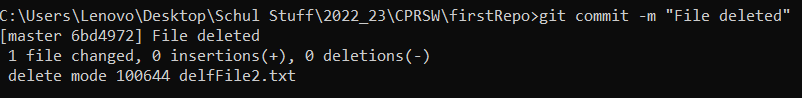 C:\Users\Lenovo\Desktop\Schul Stuff\2022_23\CPRSW\firstRepo>git commit -m "File deleted"
[master 6bd4972] File deleted
 1 file changed, 0 insertions(+), 0 deletions(-)
 delete mode 100644 delfFile2.txt